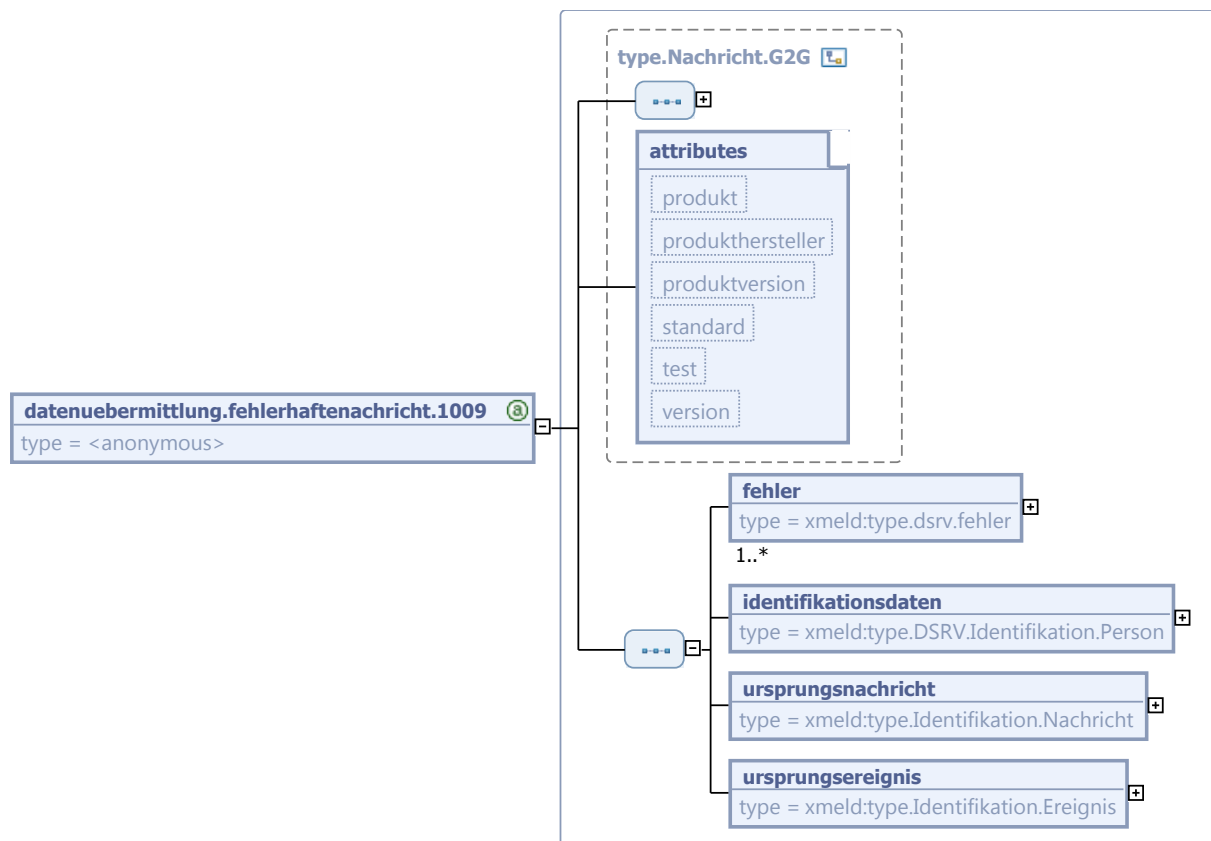 type.Nachricht.G2G
attributes
produkt
produkthersteller
produktversion
standard
test
version
datenuebermittlung.fehlerhaftenachricht.1009
type = <anonymous>
fehler
type = xmeld:type.dsrv.fehler
1..*
identifikationsdaten
type = xmeld:type.DSRV.Identifikation.Person
ursprungsnachricht
type = xmeld:type.Identifikation.Nachricht
ursprungsereignis
type = xmeld:type.Identifikation.Ereignis